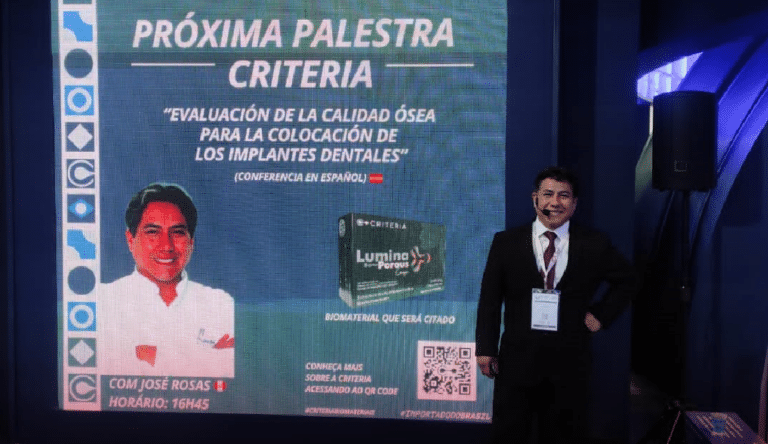 PRÓXIMA PALESTRA
CRITERIA
“EVALUACIÓN DE LA CALIDAD ÓSEA
PARA LA COLOCACIÓN DE
LOS IMPLANTES DENTALES”
(CONFERENCIA EN ESPAÑOL)
CRITERIA
Lumina
Porous
BIOMATERIAL QUE SERÁ CITADO
COM JOSÉ ROSAS
HORÁRIO: 16H45
CONHEÇA MAIS
SOBRE A CRITERIA
ACESSANDO AO QR CODE
#CRITERIABIOMATERIAIS
#IMPORTADODOBRAZIL